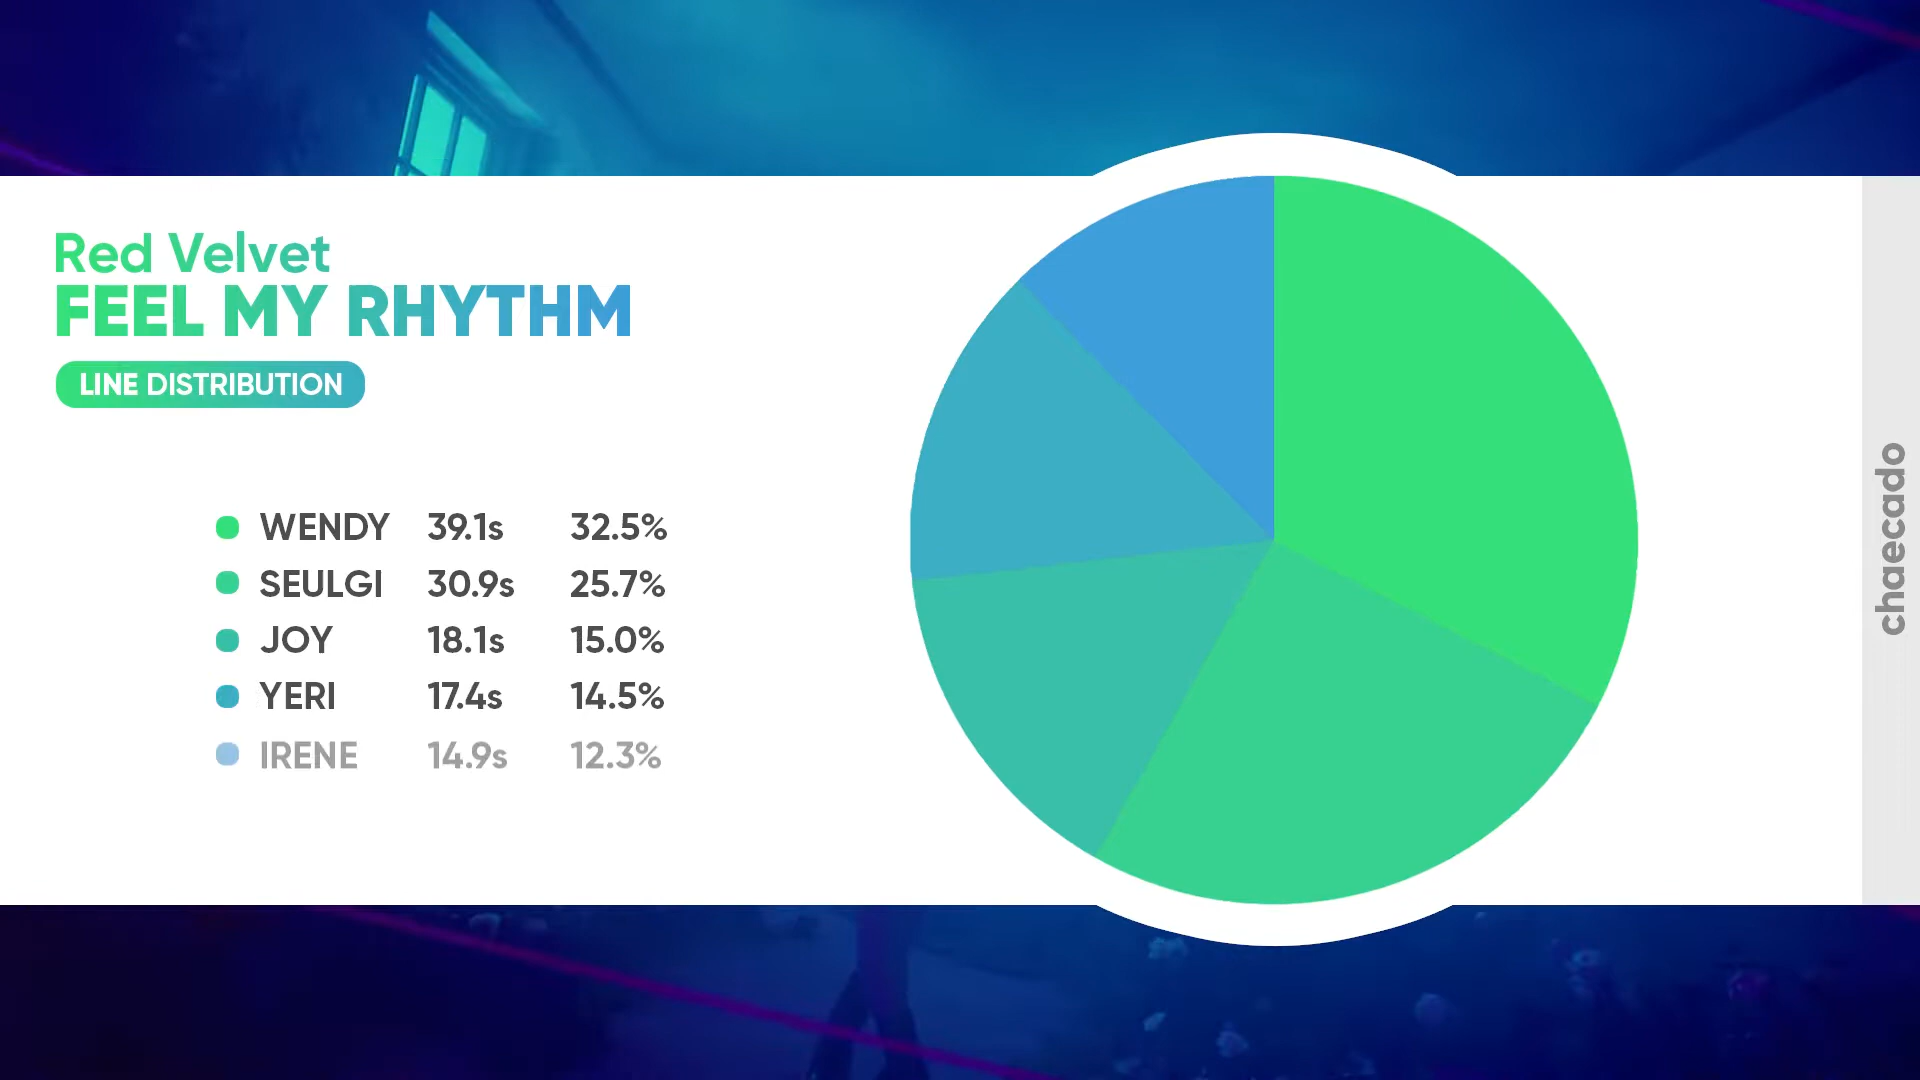 Red Velvet
FEEL MY RHYTHM
LINE DISTRIBUTION
WENDY 39.1s 32.5%
SEULGI 30.9s 25.7%
JOY 18.1s 15.0%
YERI 17.4s 14.5%
IRENE 14.9s 12.3%
chaecado